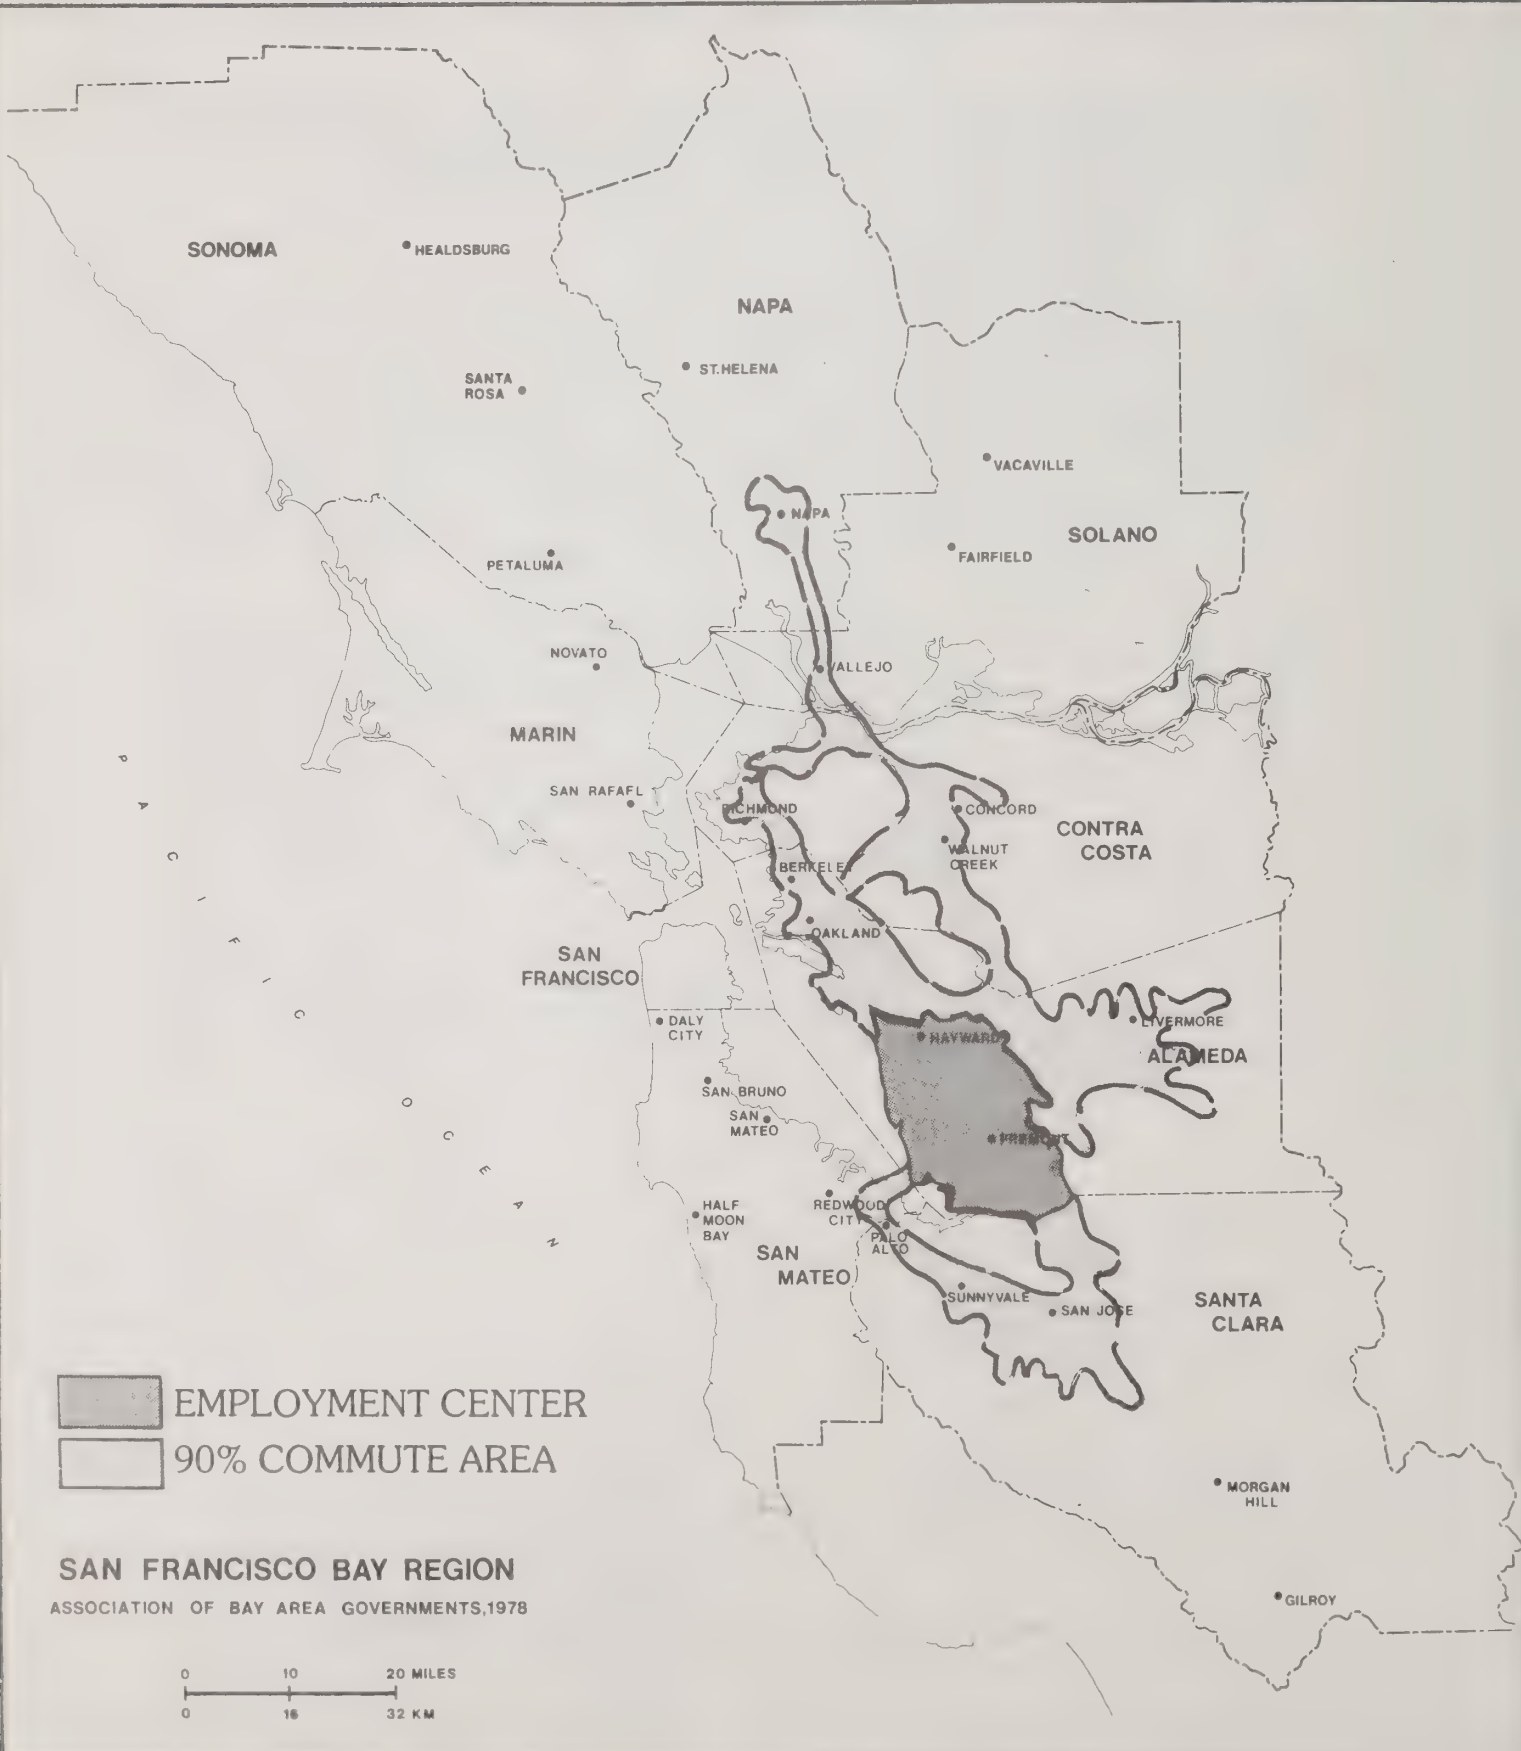 SONOMA
HEALDSBURG
NAPA
ST.HELENA
SANTA
ROSA
VACAVILLE
NAPA
SOLANO
FAIRFIELD
PETALUMA
NOVATO
VALLEJO
MARIN
SAN RAFAEL
RICHMOND
CONCORD
CONTRA
COSTA
WALNUT
CREEK
BERKELEY
OAKLAND
SAN
FRANCISCO
DALY
CITY
LIVERMORE
HAYWARD
ALAMEDA
SAN BRUNO
SAN
MATEO
FREMONT
PACIFIC OCEAN
HALF
MOON
BAY
REDWOOD
CITY
PALO
ALTO
SAN
MATEO
SUNNYVALE
SAN JOSE
SANTA
CLARA
MORGAN
HILL
GILROY
EMPLOYMENT CENTER
90% COMMUTE AREA
SAN FRANCISCO BAY REGION
ASSOCIATION OF BAY AREA GOVERNMENTS,1978
0 10 20 MILES
0 16 32 KM